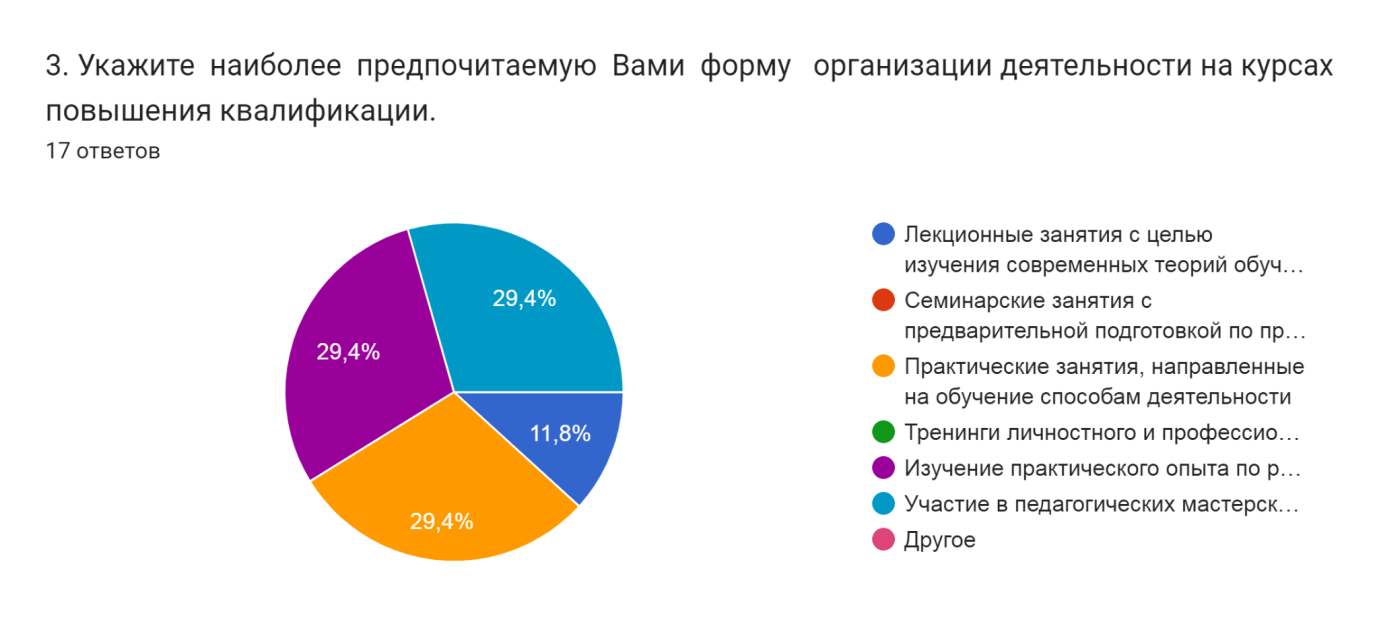 3. Укажите наиболее предпочитаемую Вами форму организации деятельности на курсах
повышения квалификации.
17 ответов
29,4%
29,4%
11,8%
29,4%
Лекционные занятия с целью
изучения современных теорий обуч…
Семинарские занятия с
предварительной подготовкой по пр…
Практические занятия, направленные
на обучение способам деятельности
Тренинги личностного и профессио…
Изучение практического опыта по р…
Участие в педагогических мастерск…
Другое